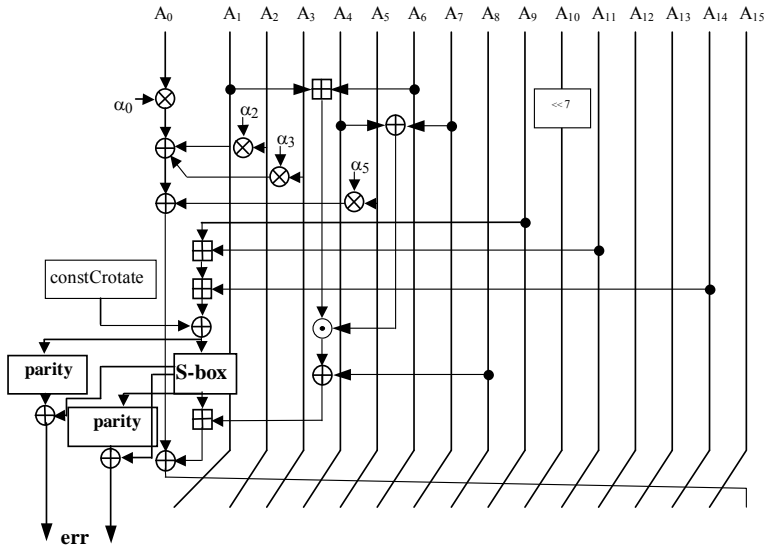 A₀ A₁ A₂ A₃ A₄ A₅ A₆ A₇ A₈ A₉ A₁₀ A₁₁ A₁₂ A₁₃ A₁₄ A₁₅
α₀
α₂
<< 7
α₃
α₅
constCrotate
parity
S-box
parity
err